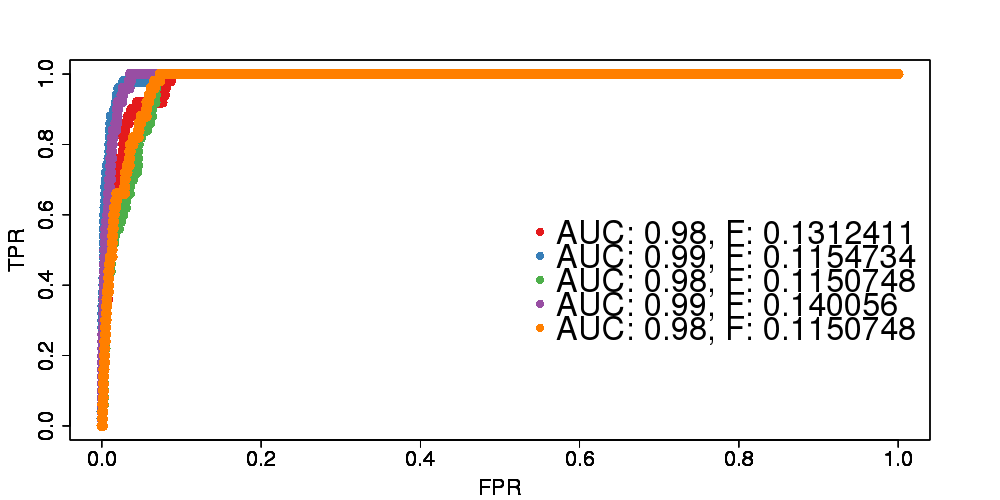 1.0
0.8
0.6
0.4
0.2
0.0
TPR
AUC: 0.98, F: 0.1312411
AUC: 0.99, F: 0.1154734
AUC: 0.98, F: 0.1150748
AUC: 0.99, F: 0.140056
AUC: 0.98, F: 0.1150748
0.0 0.2 0.4 0.6 0.8 1.0
FPR